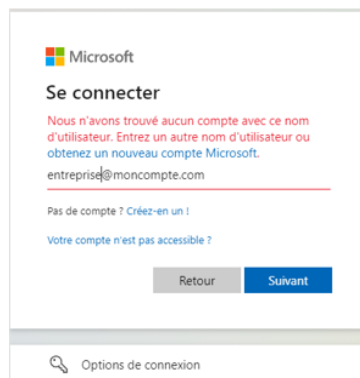 Microsoft
Se connecter
Nous n'avons trouvé aucun compte avec ce nom
d'utilisateur. Entrez un autre nom d'utilisateur ou
obtenez un nouveau compte Microsoft.
entreprise@moncompte.com
Pas de compte ? Créez-en un !
Votre compte n'est pas accessible ?
Retour
Suivant
Options de connexion